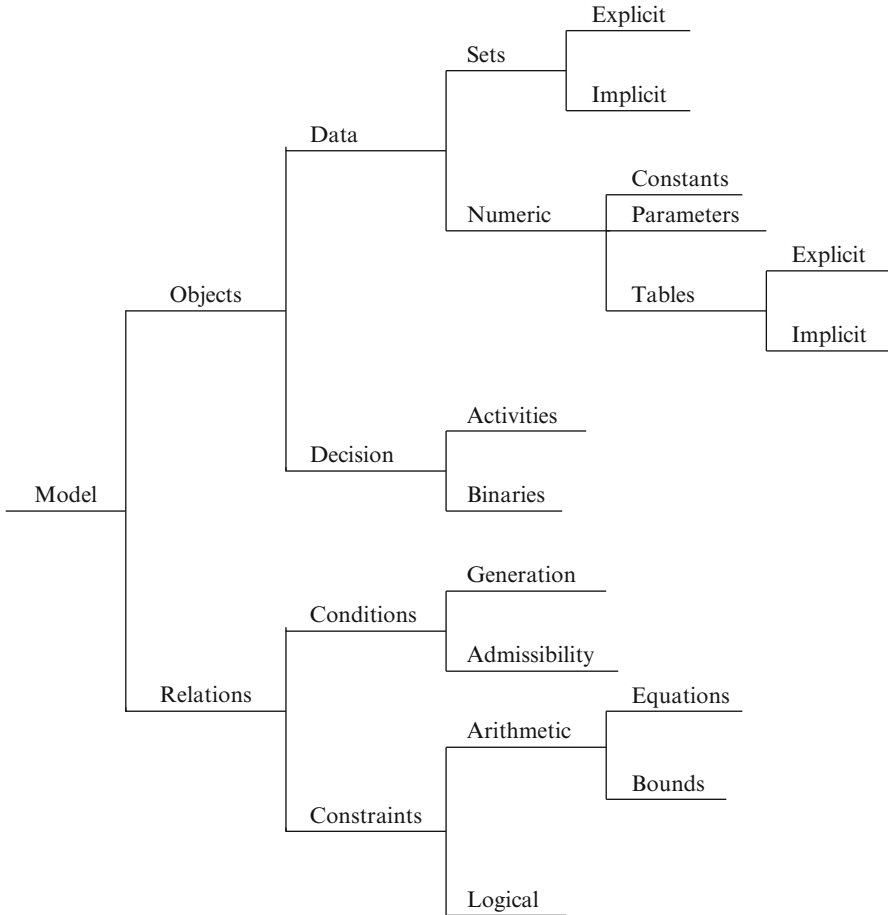 Explicit
Sets
Implicit
Data
Constants
Numeric
Parameters
Explicit
Objects
Tables
Implicit
Activities
Decision
Binaries
Model
Generation
Conditions
Admissibility
Relations
Equations
Arithmetic
Bounds
Constraints
Logical